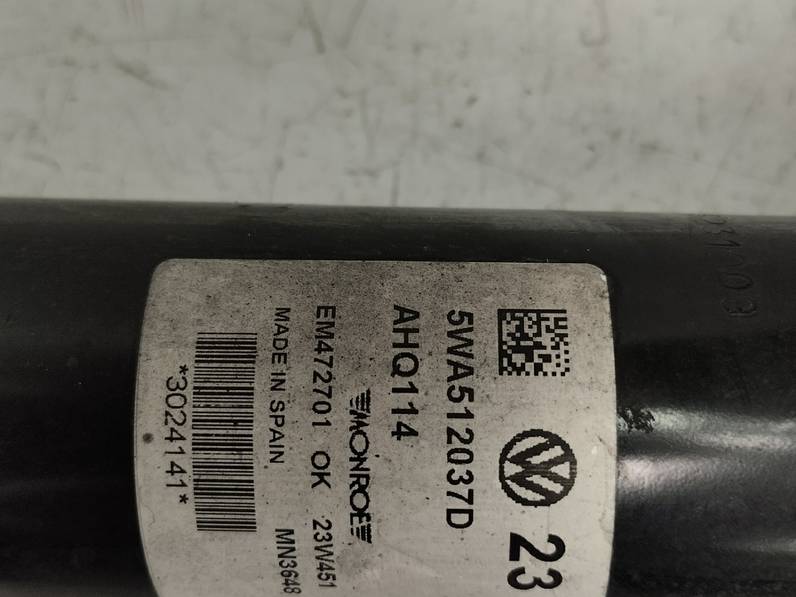 23
5WA512037D
AHQ114
MONROE
EM472701 OK 23W451
MADE IN SPAIN MN3648
*3024141*